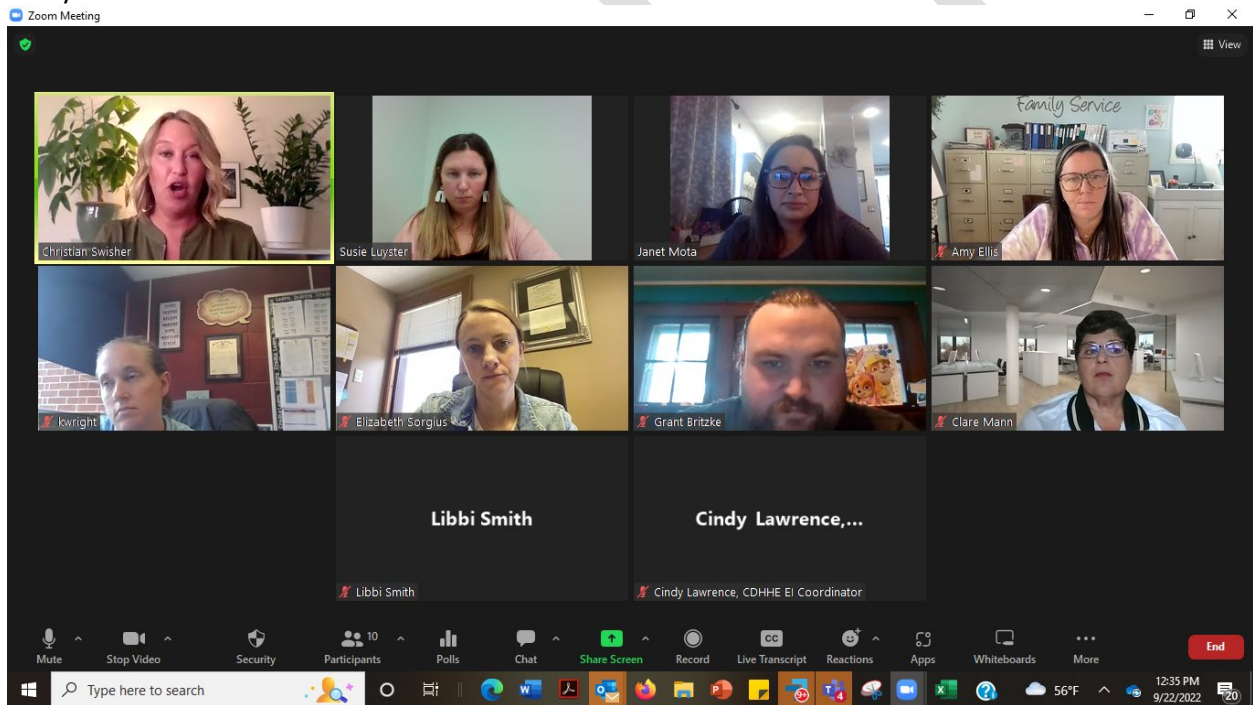 Zoom Meeting
View
Family Service
Christian Swisher
Susie Luyster
Janet Mota
Amy Ellis
kwright
Elizabeth Sorgius
Grant Britzke
Clare Mann
Libbi Smith
Cindy Lawrence,...
Libbi Smith
Cindy Lawrence, CDHHE EI Coordinator
10
Mute
Stop Video
Security
Participants
Polls
Chat
Share Screen
Record
CC
Live Transcript
Reactions
Apps
Whiteboards
More
End
Type here to search
56°F
12:35 PM
9/22/2022
20